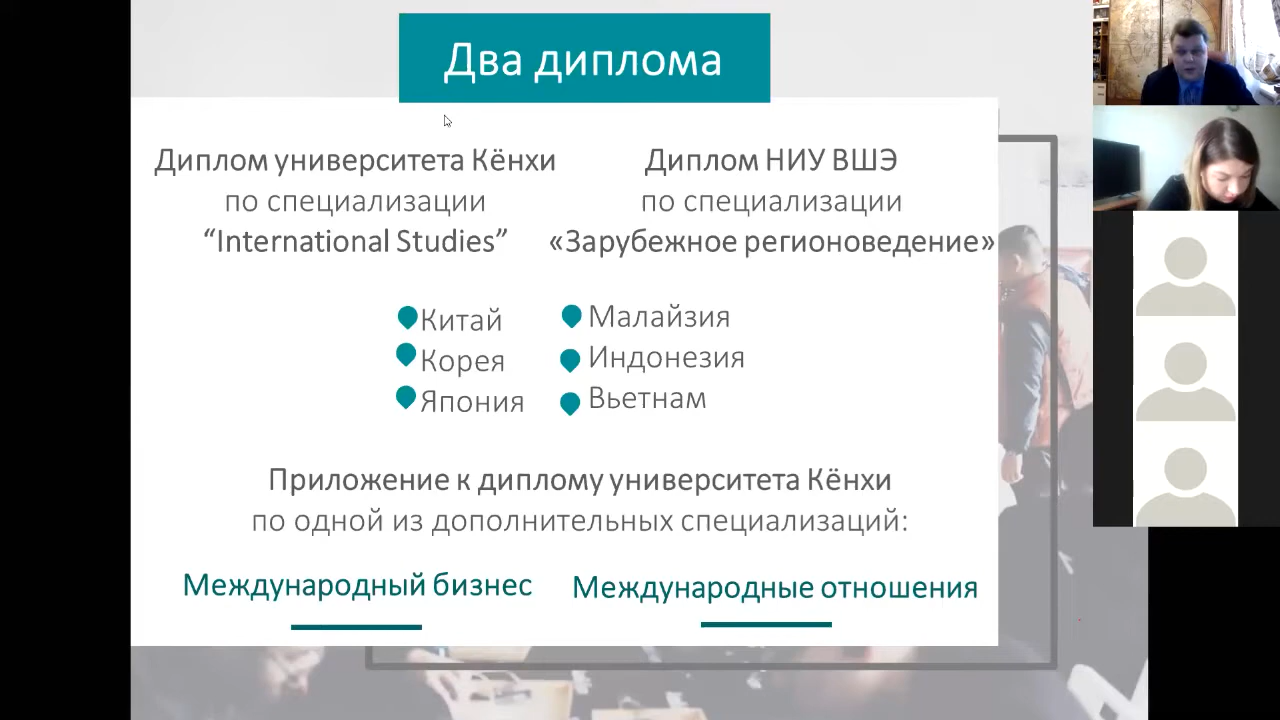 Два диплома
Диплом университета Кёнхи
по специализации
“International Studies”
Диплом НИУ ВШЭ
по специализации
«Зарубежное регионоведение»
Китай
Корея
Япония
Малайзия
Индонезия
Вьетнам
Приложение к диплому университета Кёнхи
по одной из дополнительных специализаций:
Международный бизнес
Международные отношения